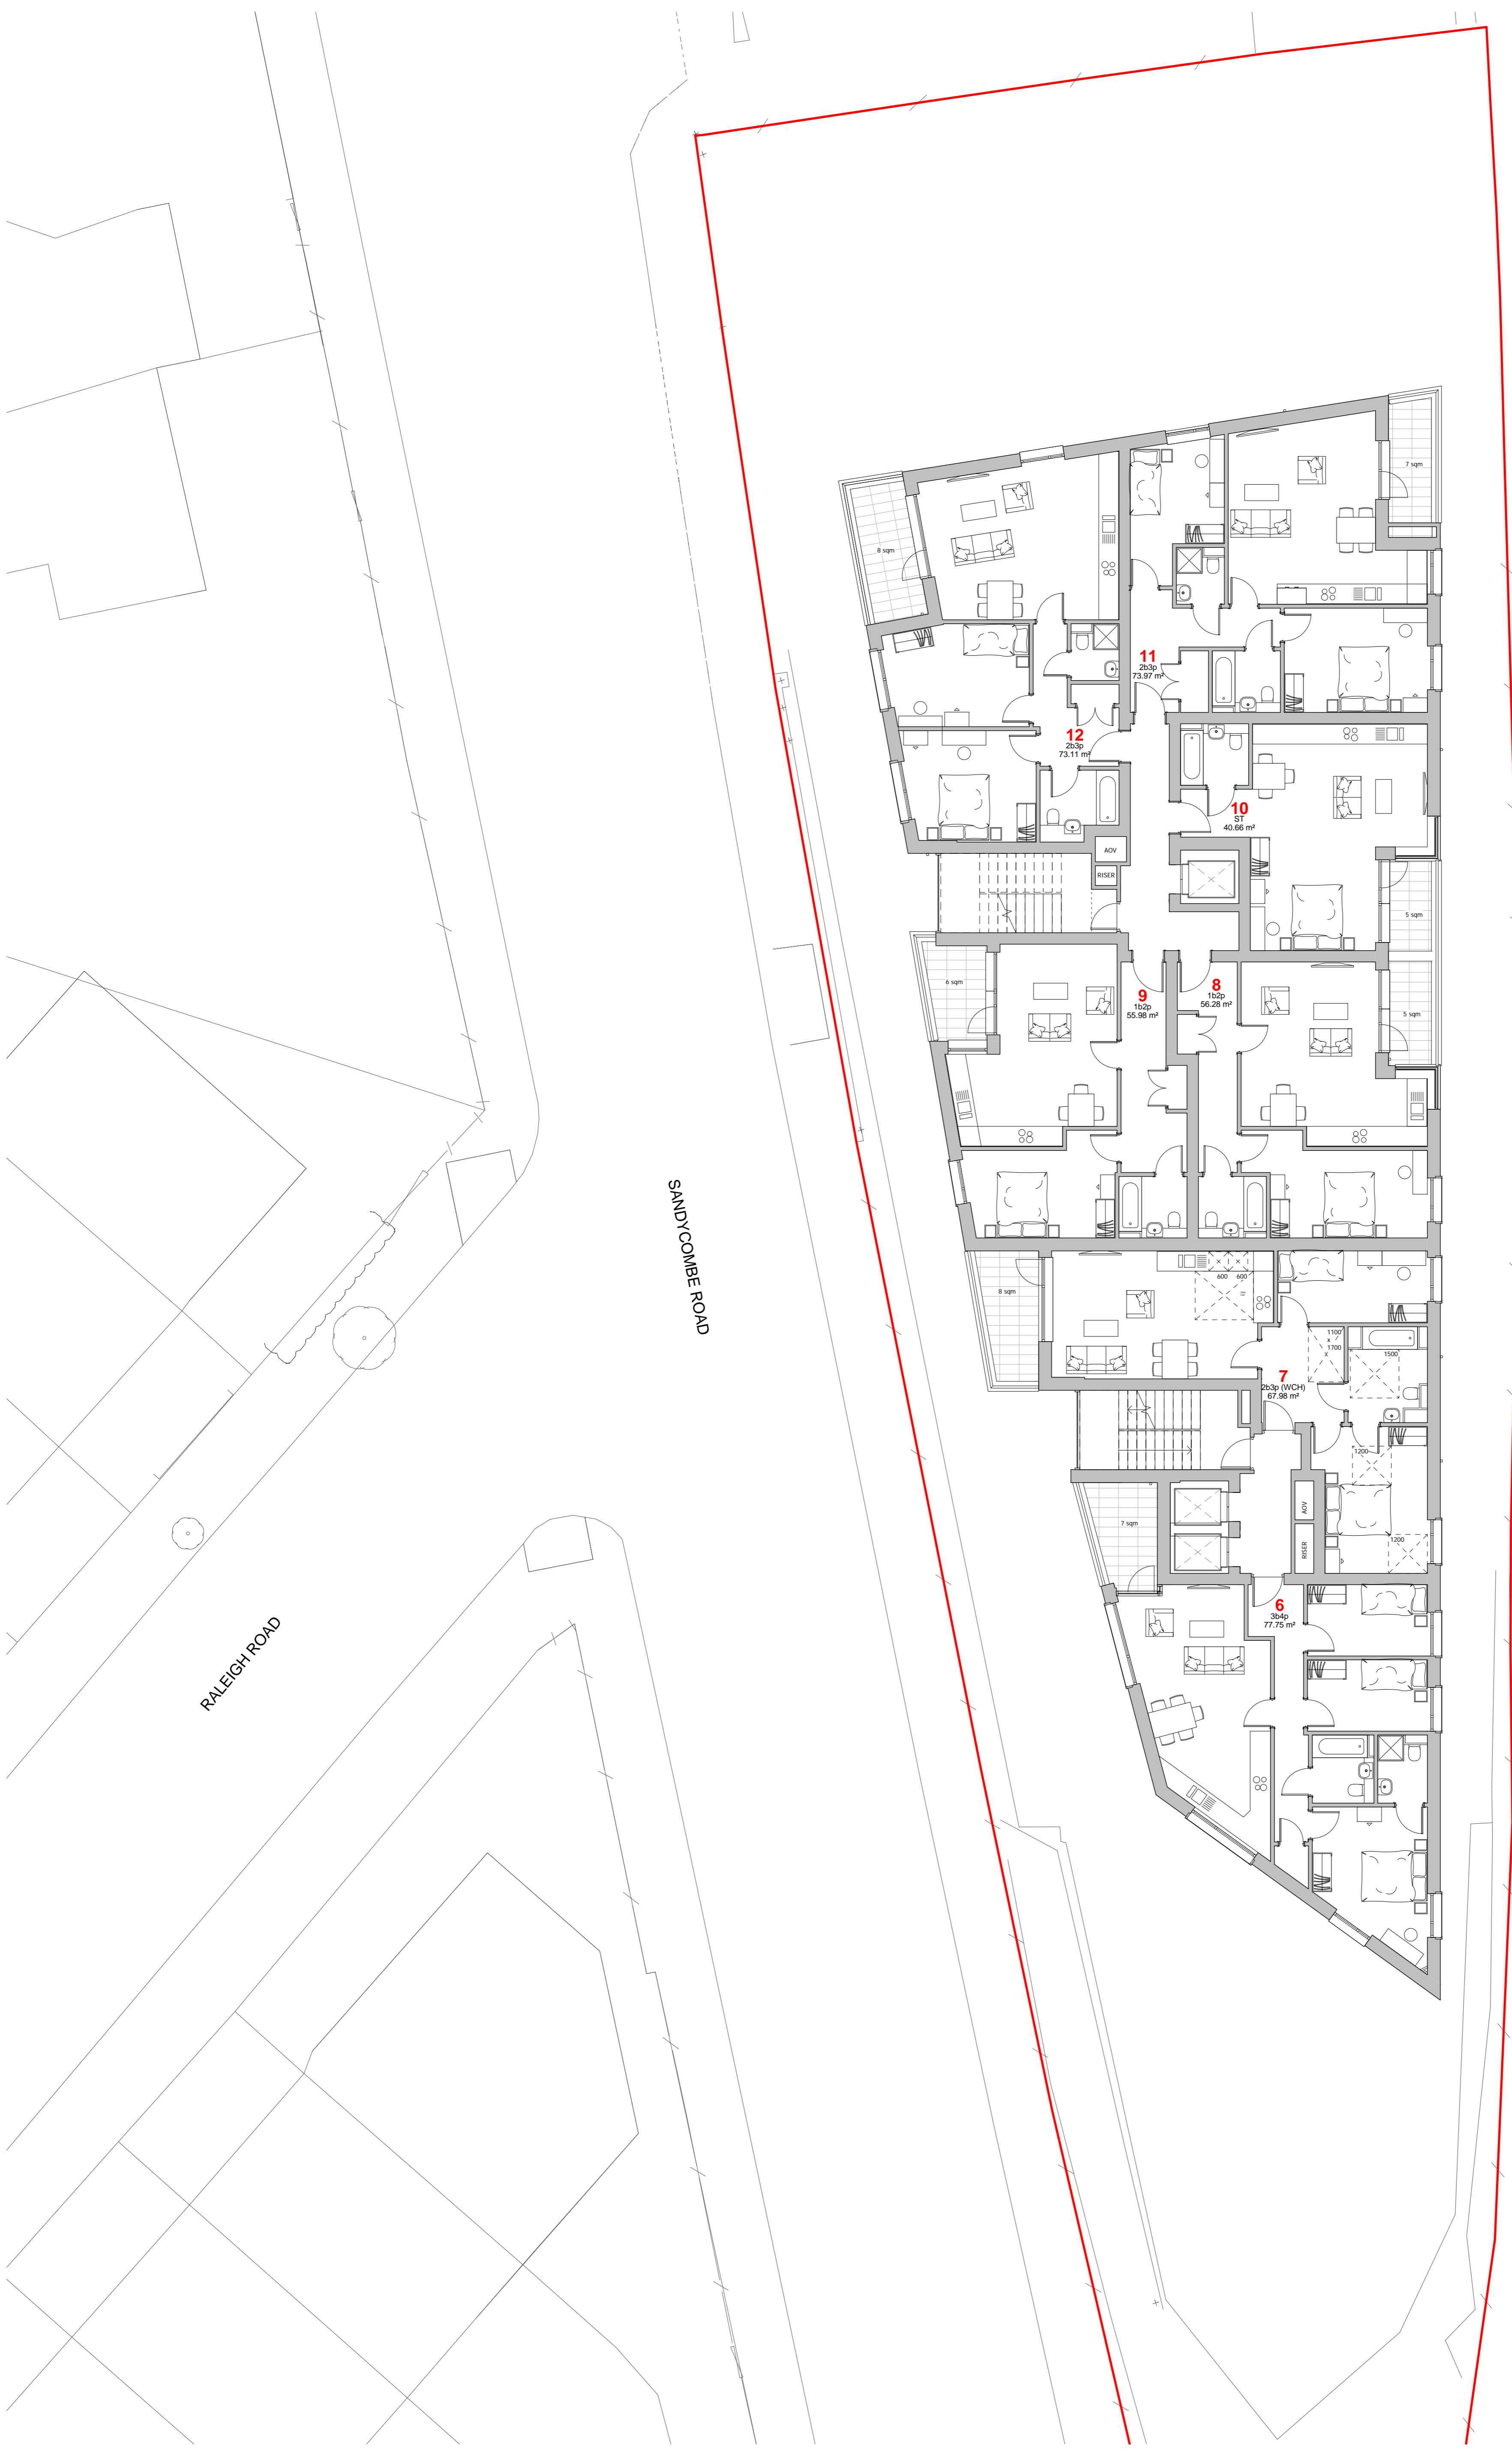 7 sqm
8 sqm
11
2b3p
73.97 m²
12
2b3p
73.11 m²
10
ST
40.66 m²
AOV
RISER
5 sqm
6 sqm
9
1b2p
55.98 m²
8
1b2p
56.28 m²
5 sqm
SANDYCOMBE ROAD
8 sqm
600
600
1100
x
1700
1500
7
2b3p (WCH)
67.98 m²
1200
7 sqm
AOV
RISER
1200
6
3b4p
77.75 m²
RALEIGH ROAD